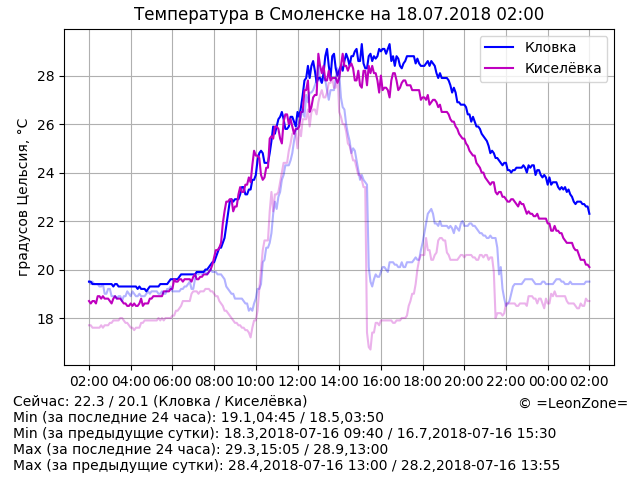 Температура в Смоленске на 18.07.2018 02:00
Кловка
Киселёвка
градусов Цельсия, °C
28
26
24
22
20
18
02:00 04:00 06:00 08:00 10:00 12:00 14:00 16:00 18:00 20:00 22:00 00:00 02:00
Сейчас: 22.3 / 20.1 (Кловка / Киселёвка)
© =LeonZone=
Min (за последние 24 часа): 19.1,04:45 / 18.5,03:50
Min (за предыдущие сутки): 18.3,2018-07-16 09:40 / 16.7,2018-07-16 15:30
Max (за последние 24 часа): 29.3,15:05 / 28.9,13:00
Max (за предыдущие сутки): 28.4,2018-07-16 13:00 / 28.2,2018-07-16 13:55